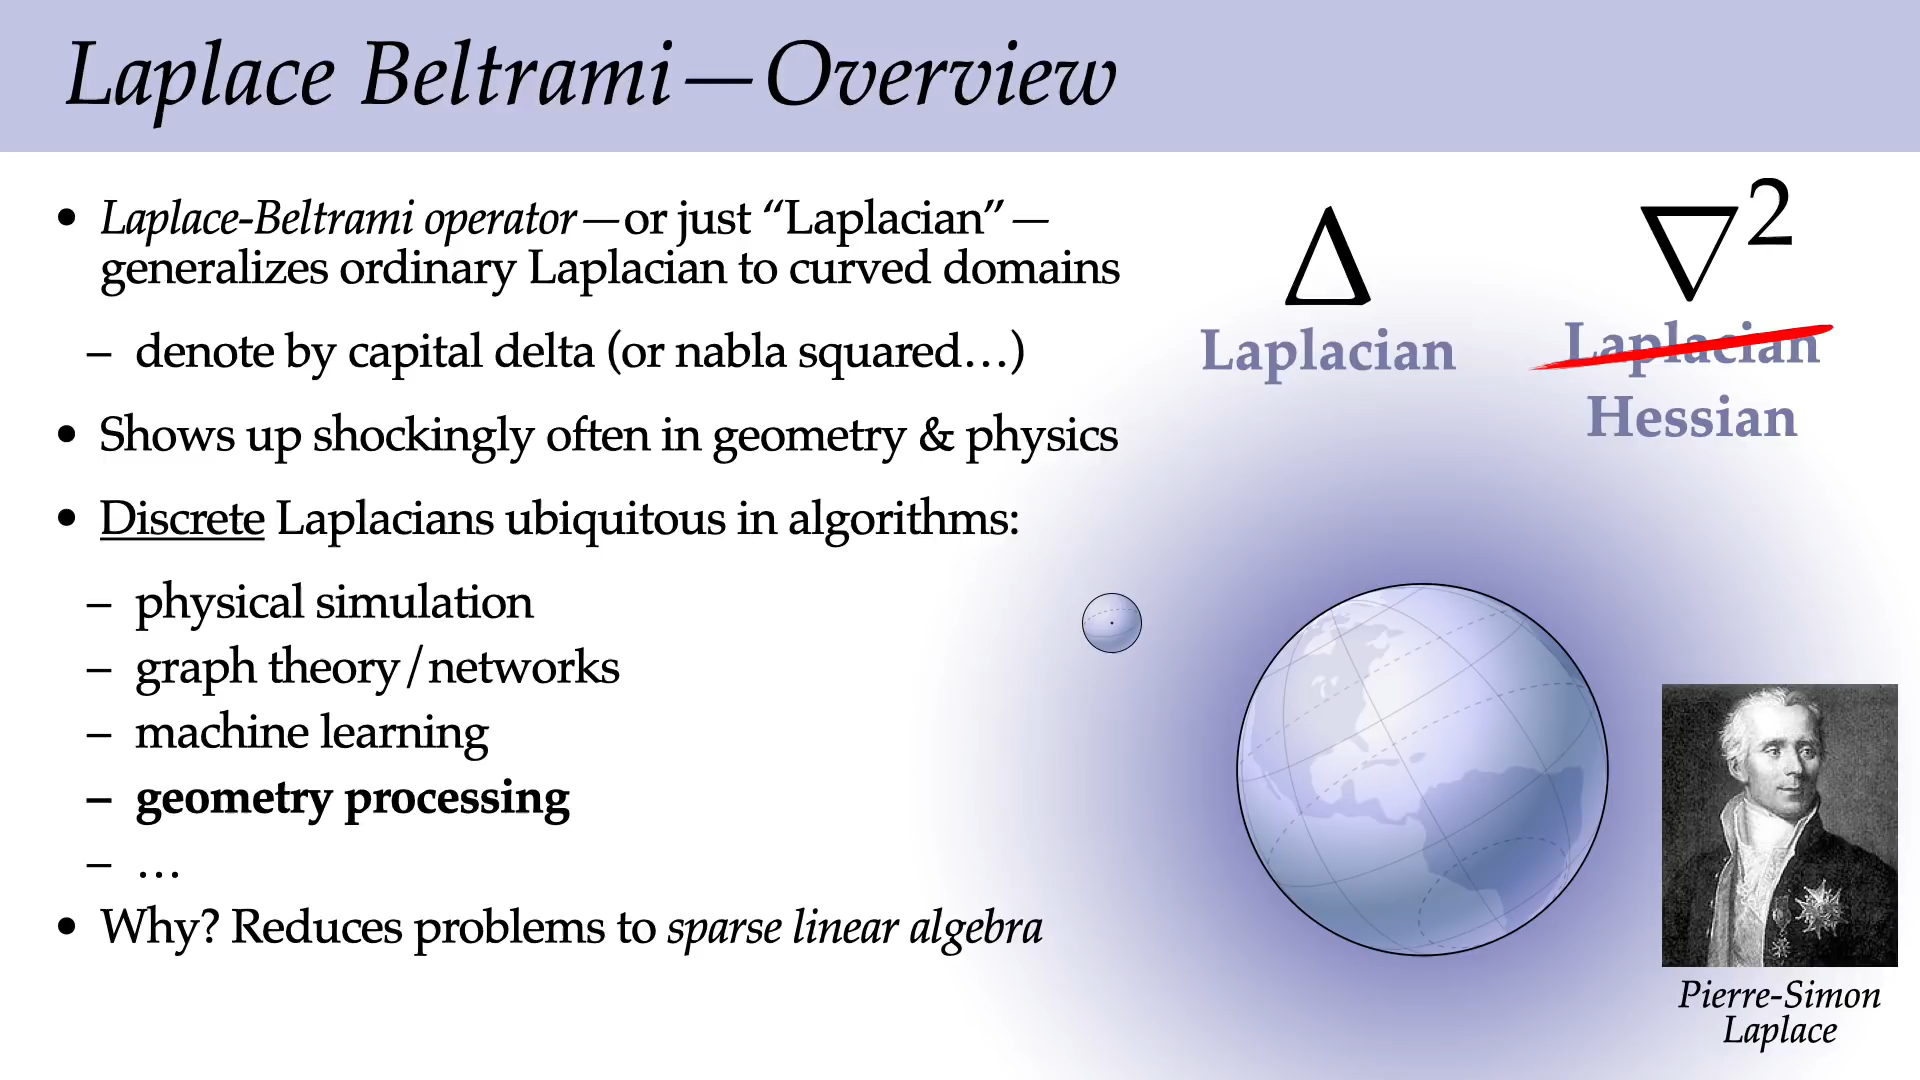 Laplace Beltrami—Overview
• Laplace-Beltrami operator—or just “Laplacian”—
generalizes ordinary Laplacian to curved domains
– denote by capital delta (or nabla squared…)
• Shows up shockingly often in geometry & physics
• Discrete Laplacians ubiquitous in algorithms:
– physical simulation
– graph theory/networks
– machine learning
– geometry processing
– …
• Why? Reduces problems to sparse linear algebra
Δ
Laplacian
∇²
Laplacian
Hessian
Pierre-Simon
Laplace